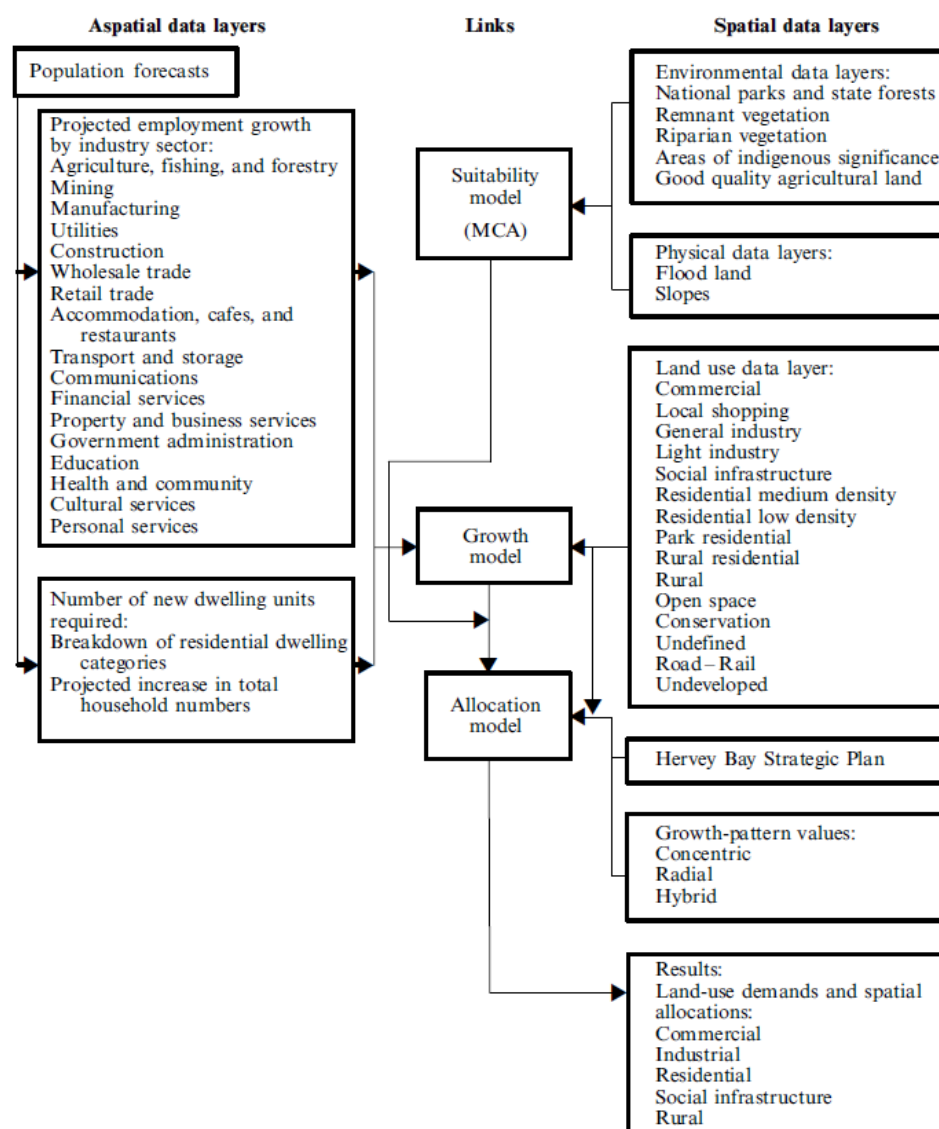 Aspatial data layers
Links
Spatial data layers
Population forecasts
Projected employment growth
by industry sector:
Agriculture, fishing, and forestry
Mining
Manufacturing
Utilities
Construction
Wholesale trade
Retail trade
Accommodation, cafes, and
restaurants
Transport and storage
Communications
Financial services
Property and business services
Government administration
Education
Health and community
Cultural services
Personal services
Number of new dwelling units
required:
Breakdown of residential dwelling
categories
Projected increase in total
household numbers
Suitability
model
(MCA)
Growth
model
Allocation
model
Environmental data layers:
National parks and state forests
Remnant vegetation
Riparian vegetation
Areas of indigenous significance
Good quality agricultural land
Physical data layers:
Flood land
Slopes
Land use data layer:
Commercial
Local shopping
General industry
Light industry
Social infrastructure
Residential medium density
Residential low density
Park residential
Rural residential
Rural
Open space
Conservation
Undefined
Road–Rail
Undeveloped
Hervey Bay Strategic Plan
Growth-pattern values:
Concentric
Radial
Hybrid
Results:
Land-use demands and spatial
allocations:
Commercial
Industrial
Residential
Social infrastructure
Rural